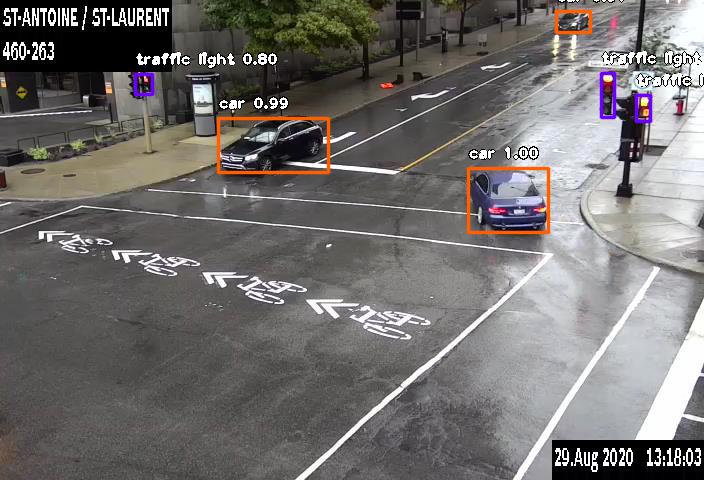 ST-ANTOINE / ST-LAURENT
460-263
traffic light 0.80
traffic light
traffic l
car 0.99
car 1.00
29.Aug 2020 13:18:03